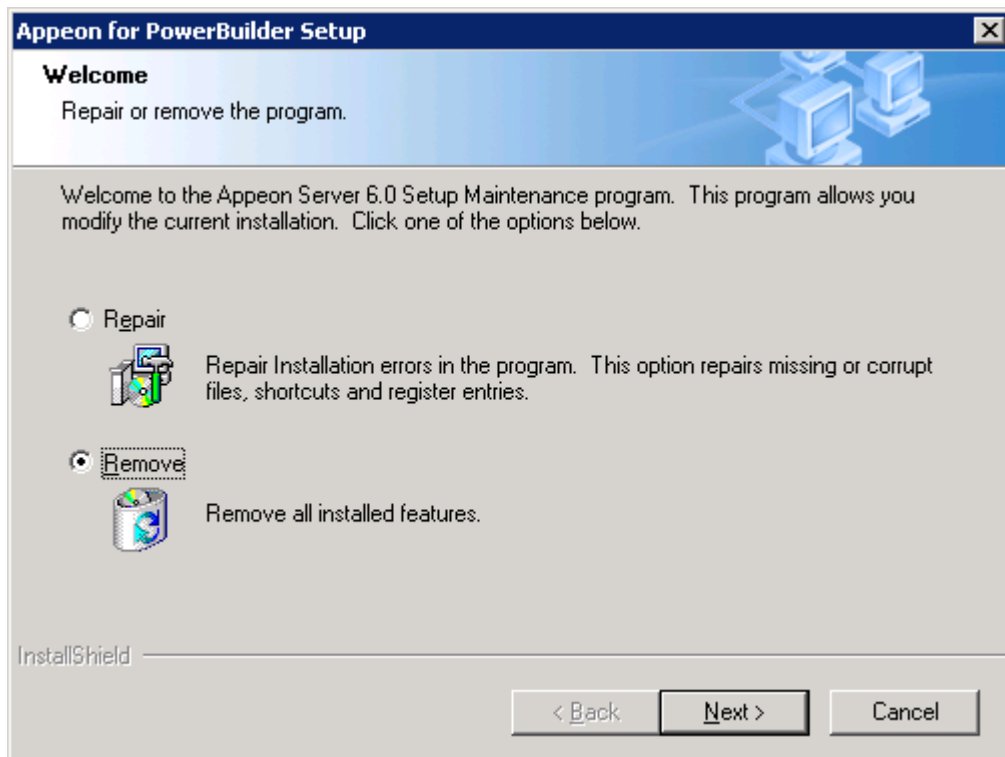 Appeon for PowerBuilder Setup
Welcome
Repair or remove the program.
Welcome to the Appeon Server 6.0 Setup Maintenance program. This program allows you
modify the current installation. Click one of the options below.
Repair
Repair Installation errors in the program. This option repairs missing or corrupt
files, shortcuts and register entries.
Remove
Remove all installed features.
InstallShield
< Back
Next >
Cancel